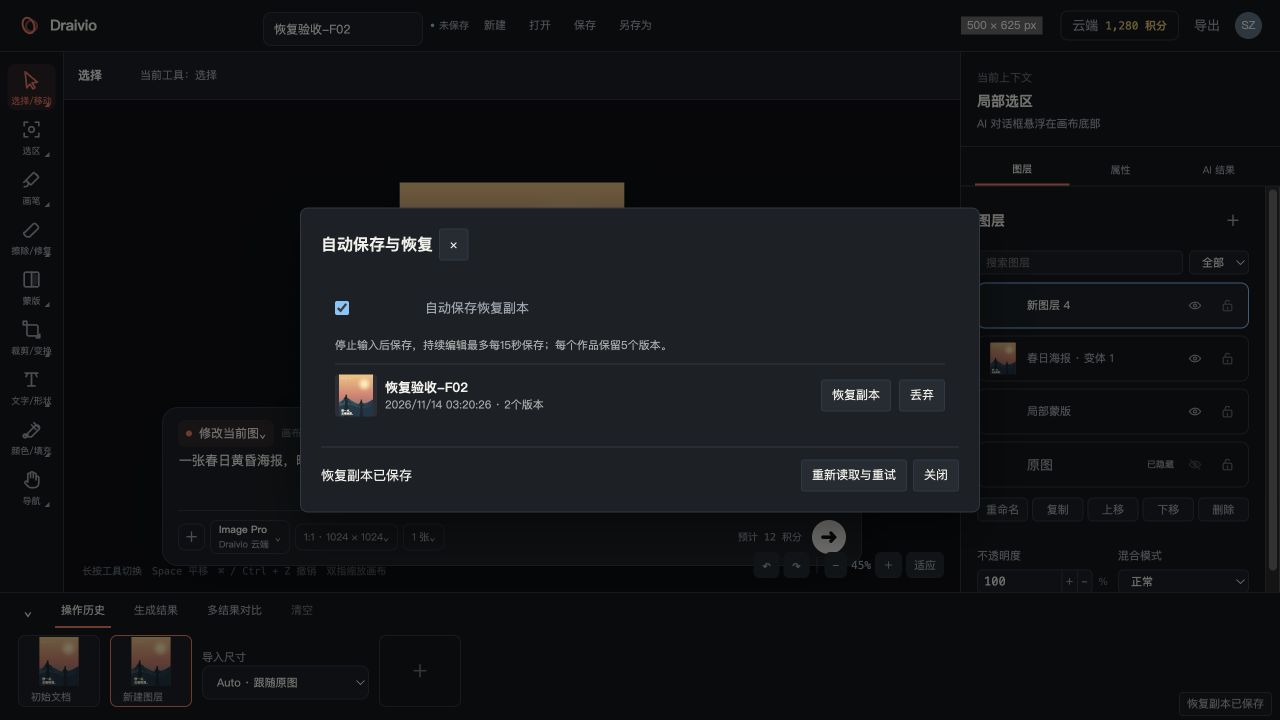 Draivio
恢复验收-F02
未保存
新建
打开
保存
另存为
500 × 625 px
云端 1,280 积分
导出
SZ
选择/移动
选区
画笔
擦除/修复
蒙版
裁剪/变换
文字/形状
颜色/填充
导航
选择
当前工具：选择
当前上下文
局部选区
AI 对话框悬浮在画布底部
图层
属性
AI 结果
图层
搜索图层
全部
新图层 4
春日海报 · 变体 1
局部蒙版
原图
已隐藏
重命名
复制
上移
下移
删除
不透明度
混合模式
100
%
正常
自动保存与恢复
×
自动保存恢复副本
停止输入后保存，持续编辑最多每15秒保存；每个作品保留5个版本。
恢复验收-F02
2026/11/14 03:20:26 · 2个版本
恢复副本
丢弃
恢复副本已保存
重新读取与重试
关闭
修改当前图
画布
一张春日黄昏海报，
Image Pro
Draivio 云端
1:1 · 1024 × 1024
1 张
预计 12 积分
长按工具切换 Space 平移 ⌘ / Ctrl + Z 撤销 双指缩放画布
45%
适应
操作历史
生成结果
多结果对比
清空
初始文档
新建图层
导入尺寸
Auto · 跟随原图
恢复副本已保存